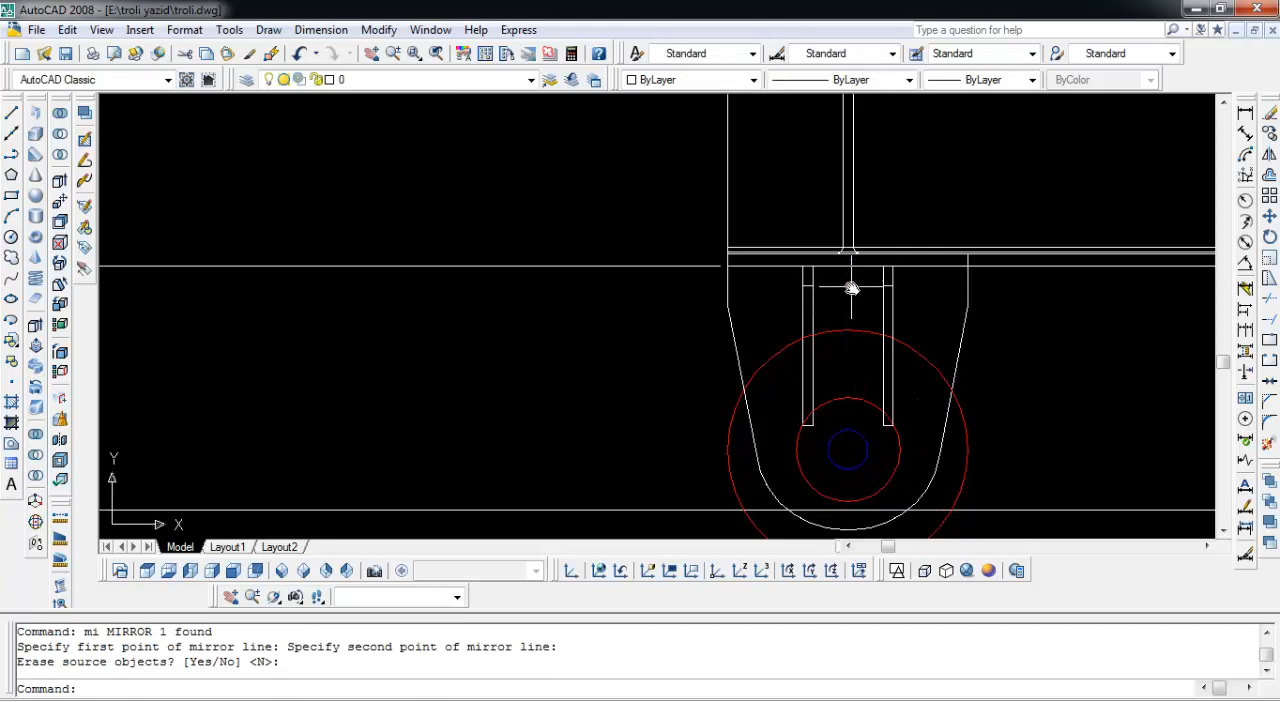 AutoCAD 2008 - [E:\troli yazid\troli.dwg]
File Edit View Insert Format Tools Draw Dimension Modify Window Help Express
Type a question for help
Standard Standard Standard Standard
AutoCAD Classic 0 ByLayer ByLayer ByLayer ByColor
Y
X
A
A
Model Layout1 Layout2
Command: mi MIRROR 1 found
Specify first point of mirror line: Specify second point of mirror line:
Erase source objects? [Yes/No] <N>:
Command: